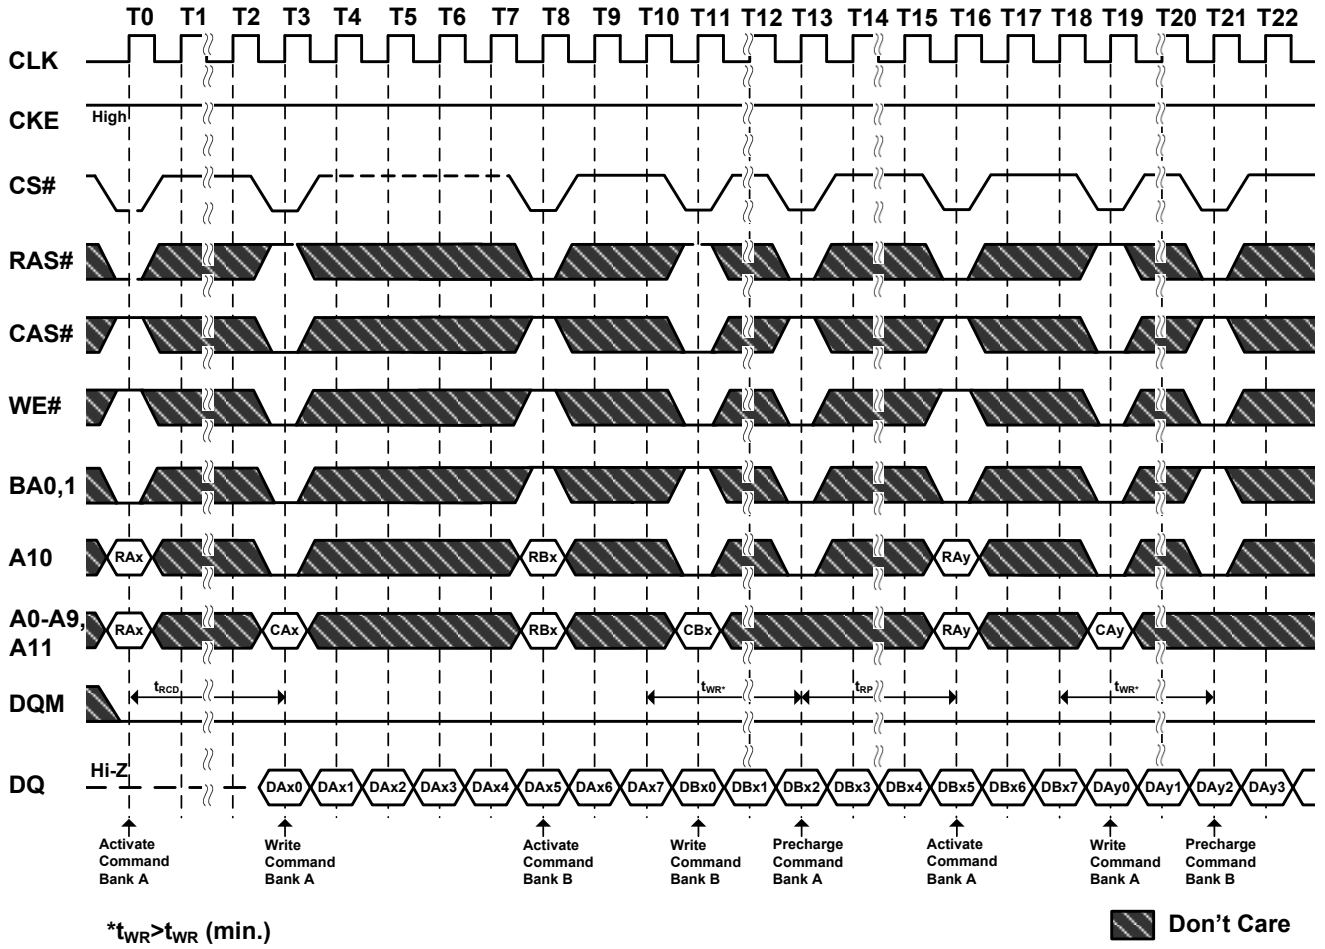 T0 T1 T2 T3 T4 T5 T6 T7 T8 T9 T10 T11 T12 T13 T14 T15 T16 T17 T18 T19 T20 T21 T22
CLK
CKE High
CS#
RAS#
CAS#
WE#
BA0,1
A10 RAx RBx RAy
A0-A9,
A11 RAx CAx RBx CBx RAy CAy
DQM tRCD tWR* tRP tWR*
DQ Hi-Z DAx0 DAx1 DAx2 DAx3 DAx4 DAx5 DAx6 DAx7 DBx0 DBx1 DBx2 DBx3 DBx4 DBx5 DBx6 DBx7 DAy0 DAy1 DAy2 DAy3
Activate
Command
Bank A
Write
Command
Bank A
Activate
Command
Bank B
Write
Command
Bank B
Precharge
Command
Bank A
Activate
Command
Bank A
Write
Command
Bank A
Precharge
Command
Bank B
*tWR>tWR (min.)
Don't Care